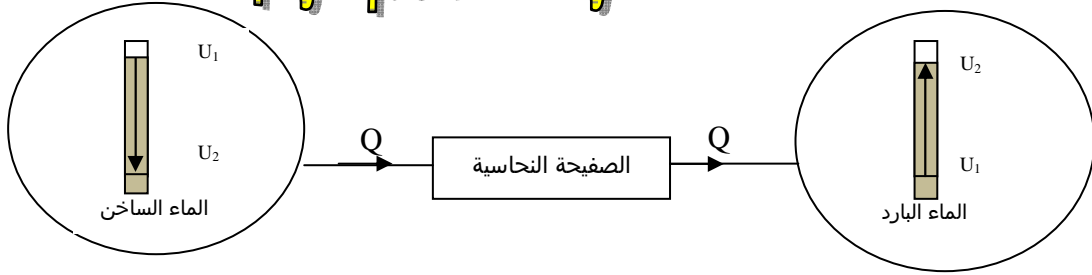 U₁
U₂
الماء الساخن
Q
الصفيحة النحاسية
Q
U₂
U₁
الماء البارد